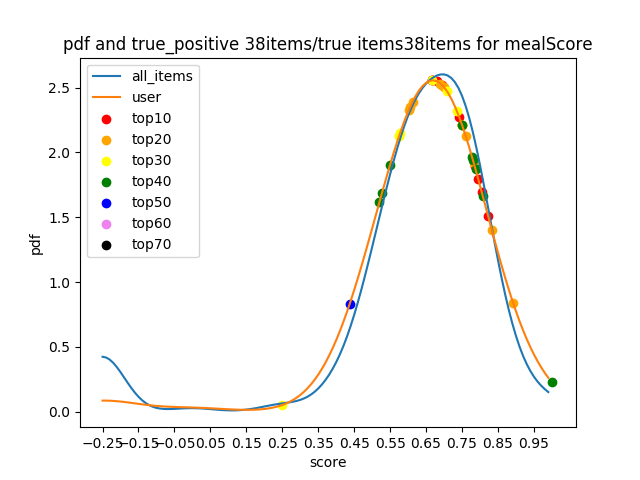 pdf and true_positive 38items/true items38items for mealScore
all_items
user
top10
top20
top30
top40
top50
top60
top70
pdf
2.5
2.0
1.5
1.0
0.5
0.0
−0.25 −0.15 −0.05 0.05 0.15 0.25 0.35 0.45 0.55 0.65 0.75 0.85 0.95
score